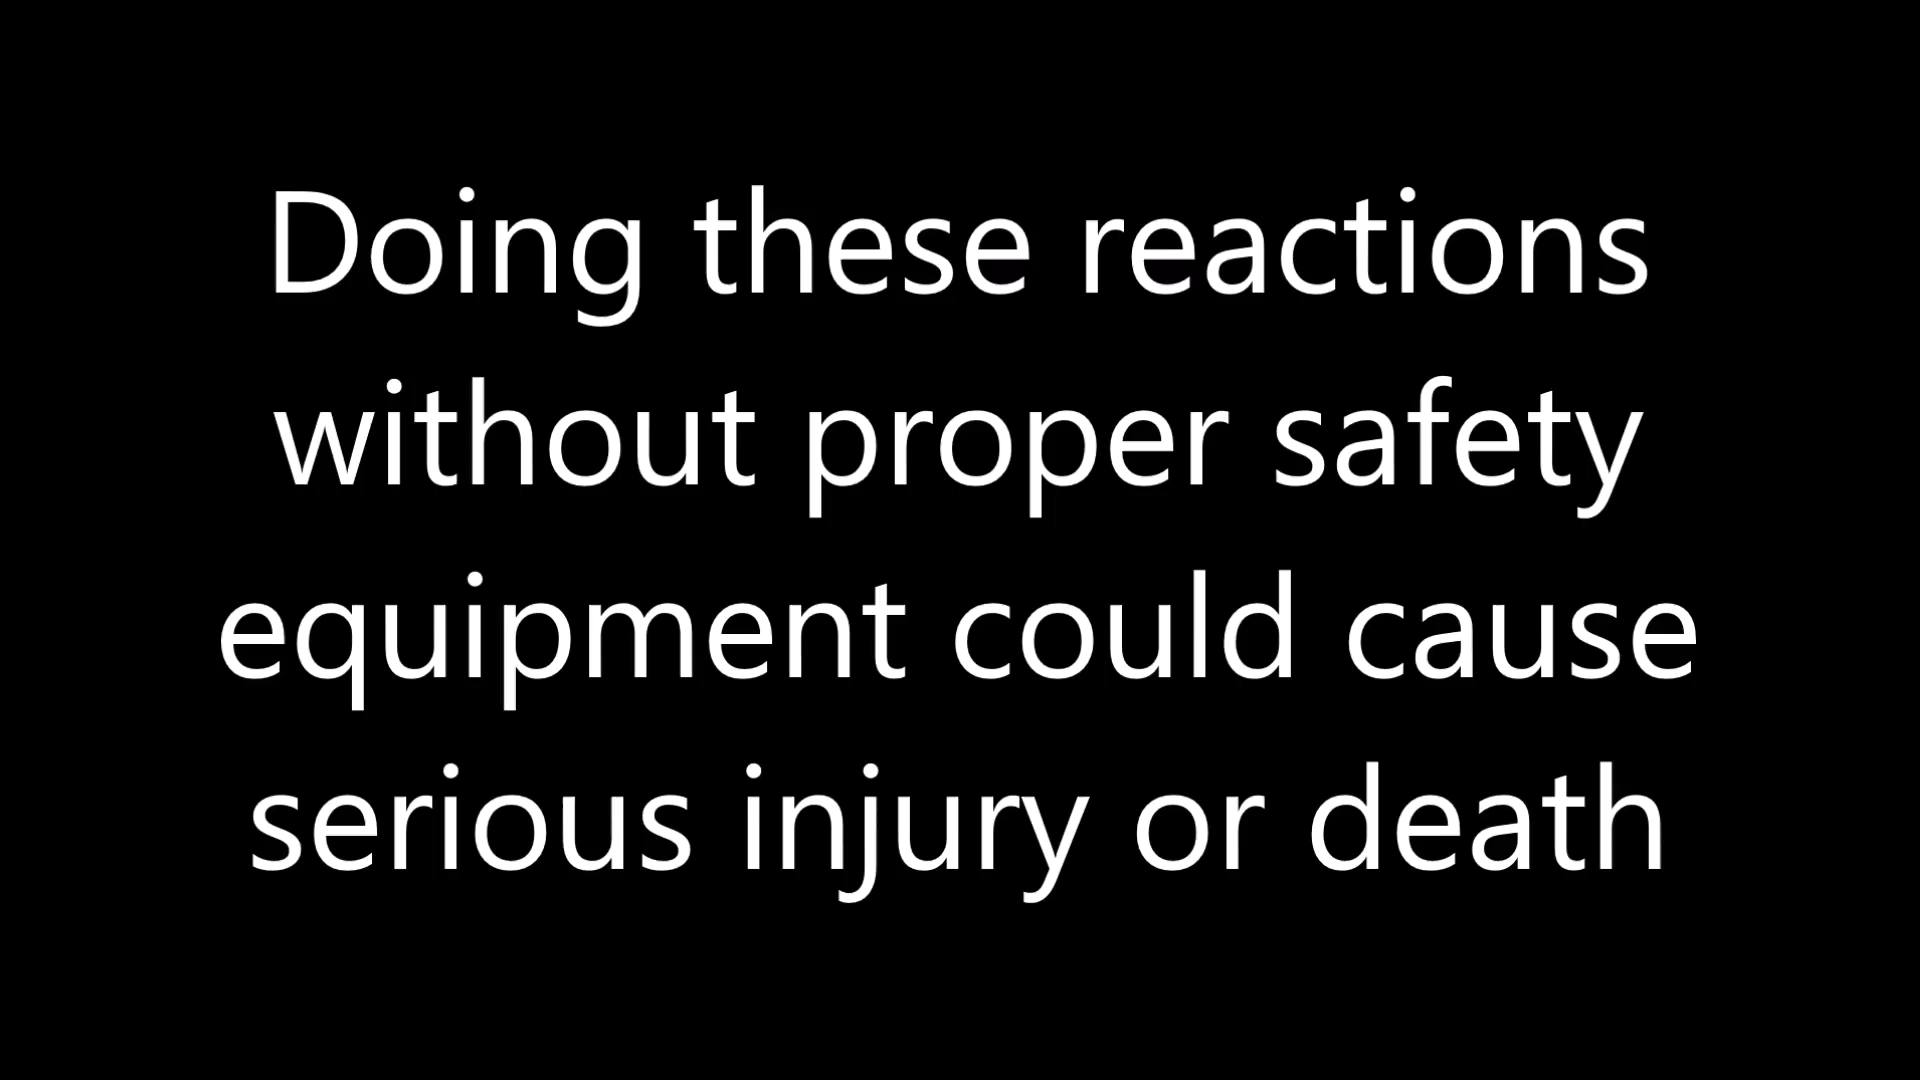 Doing these reactions
without proper safety
equipment could cause
serious injury or death